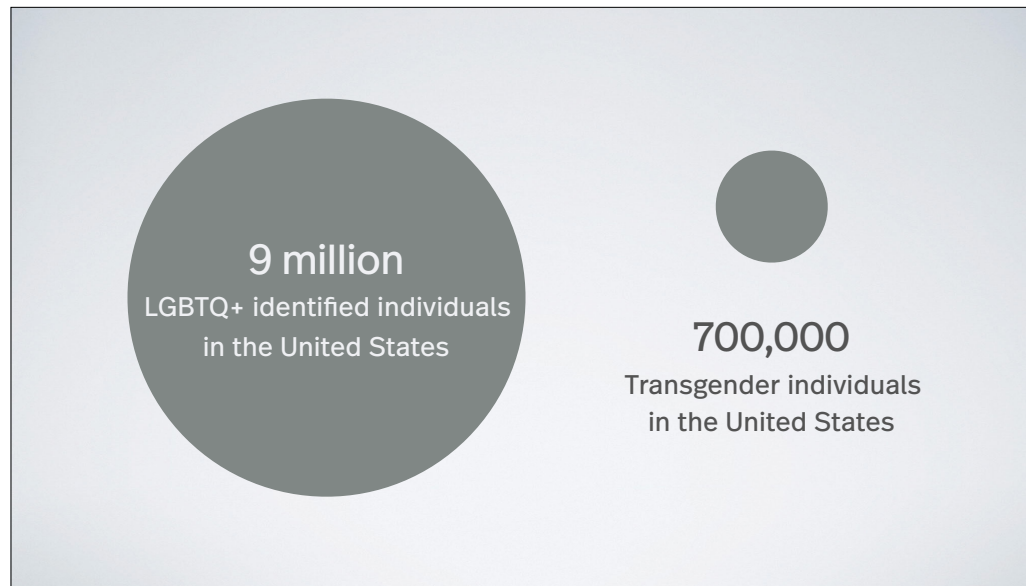 9 million
LGBTQ+ identified individuals
in the United States
700,000
Transgender individuals
in the United States